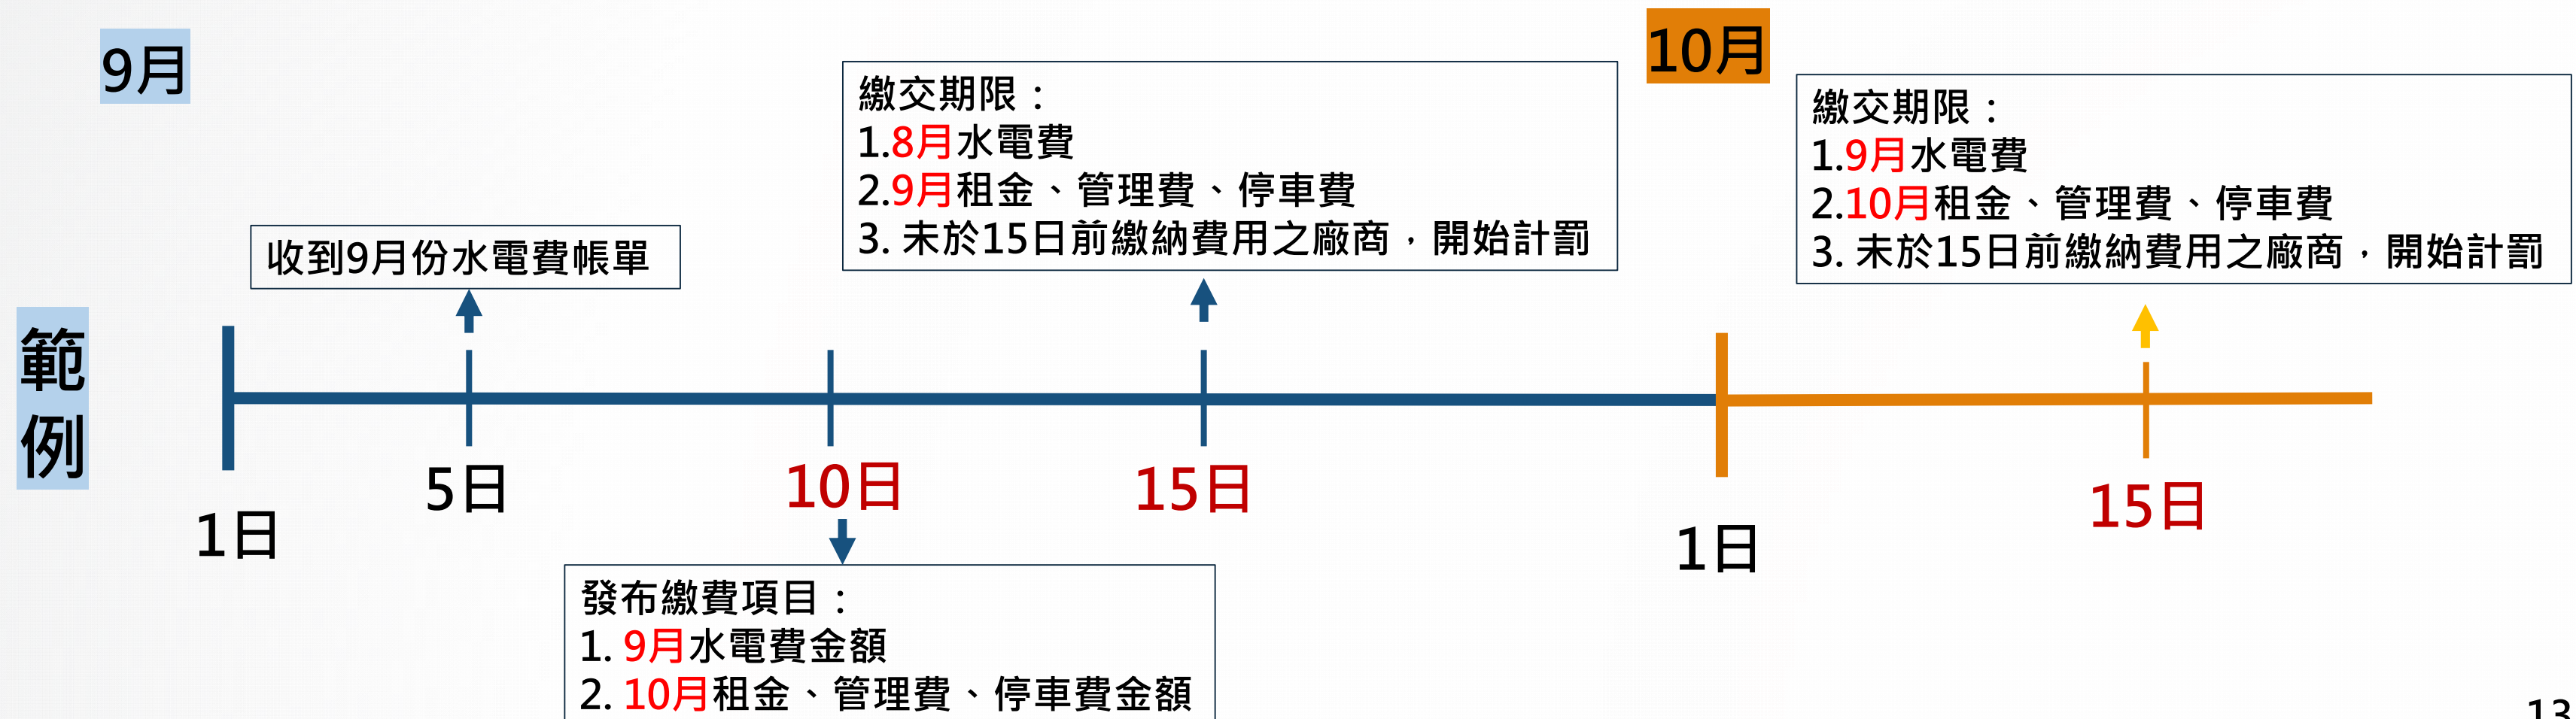 9月
10月
範例
收到9月份水電費帳單
繳交期限：
1.8月水電費
2.9月租金、管理費、停車費
3. 未於15日前繳納費用之廠商，開始計罰
繳交期限：
1.9月水電費
2.10月租金、管理費、停車費
3. 未於15日前繳納費用之廠商，開始計罰
1日
5日
10日
15日
1日
15日
發布繳費項目：
1. 9月水電費金額
2. 10月租金、管理費、停車費金額
13